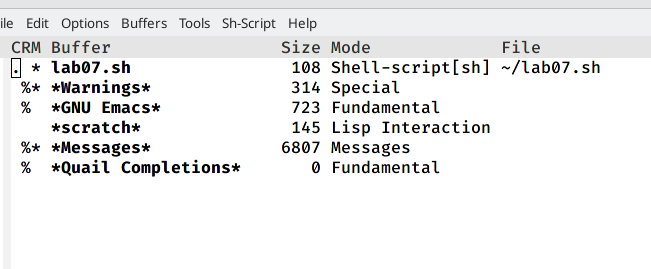 ile Edit Options Buffers Tools Sh-Script Help
CRM Buffer Size Mode File
. * lab07.sh 108 Shell-script[sh] ~/lab07.sh
%* *Warnings* 314 Special
% *GNU Emacs* 723 Fundamental
*scratch* 145 Lisp Interaction
%* *Messages* 6807 Messages
% *Quail Completions* 0 Fundamental